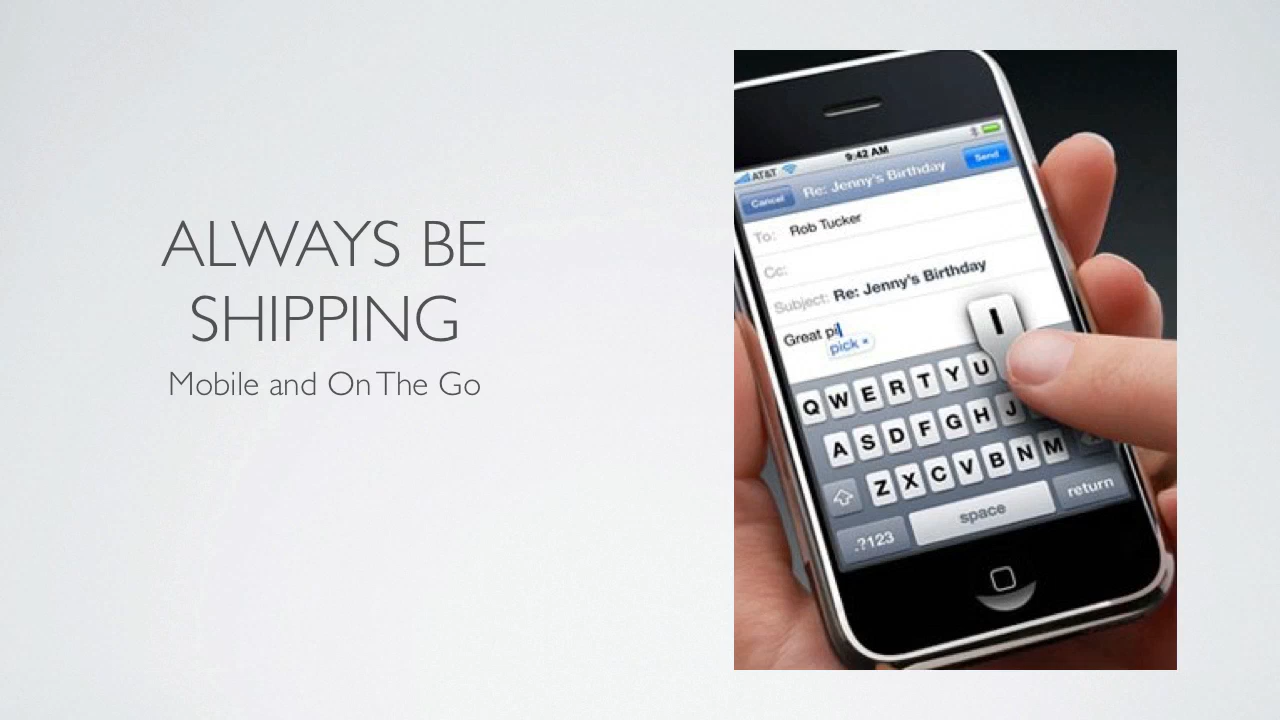 ALWAYS BE
SHIPPING
Mobile and On The Go
AT&T 9:42 AM
Cancel Re: Jenny's Birthday Send
To: Rob Tucker
Cc:
Subject: Re: Jenny's Birthday
Great pi
pick ×
I
Q W E R T Y U
A S D F G H J
Z X C V B N M
.?123 space return